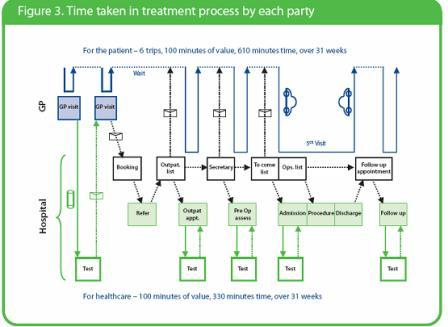 Figure 3. Time taken in treatment process by each party
For the patient – 6 trips, 100 minutes of value, 610 minutes time, over 31 weeks
Wait
GP
GP visit
GP visit
5th Visit
Hospital
Booking
Outpat. list
Secretary
To come list
Ops. list
Follow up appointment
Refer
Outpat appt.
Pre Op assess
Admission
Procedure
Discharge
Follow up
Test
Test
Test
Test
Test
For healthcare – 100 minutes of value, 330 minutes time, over 31 weeks